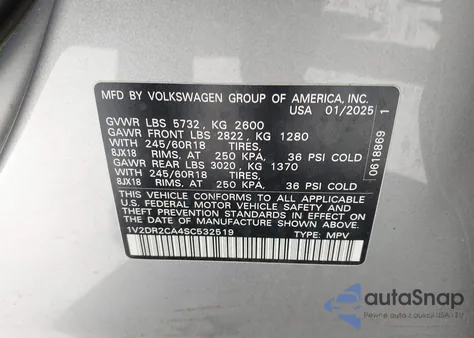 MFD BY VOLKSWAGEN GROUP OF AMERICA, INC.
USA 01/2025
GVWR LBS 5732, KG 2600
GAWR FRONT LBS 2822, KG 1280
WITH 245/60R18 TIRES,
8JX18 RIMS, AT 250 KPA, 36 PSI COLD
GAWR REAR LBS 3020, KG 1370
WITH 245/60R18 TIRES,
8JX18 RIMS, AT 250 KPA, 36 PSI COLD
THIS VEHICLE CONFORMS TO ALL APPLICABLE
U.S. FEDERAL MOTOR VEHICLE SAFETY
STANDARDS IN EFFECT ON
THE DATE OF MANUFACTURE SHOWN ABOVE.
1V2DR2CA4SC532519 TYPE: MPV
0618869 1
autoSnap
Pewne auto z